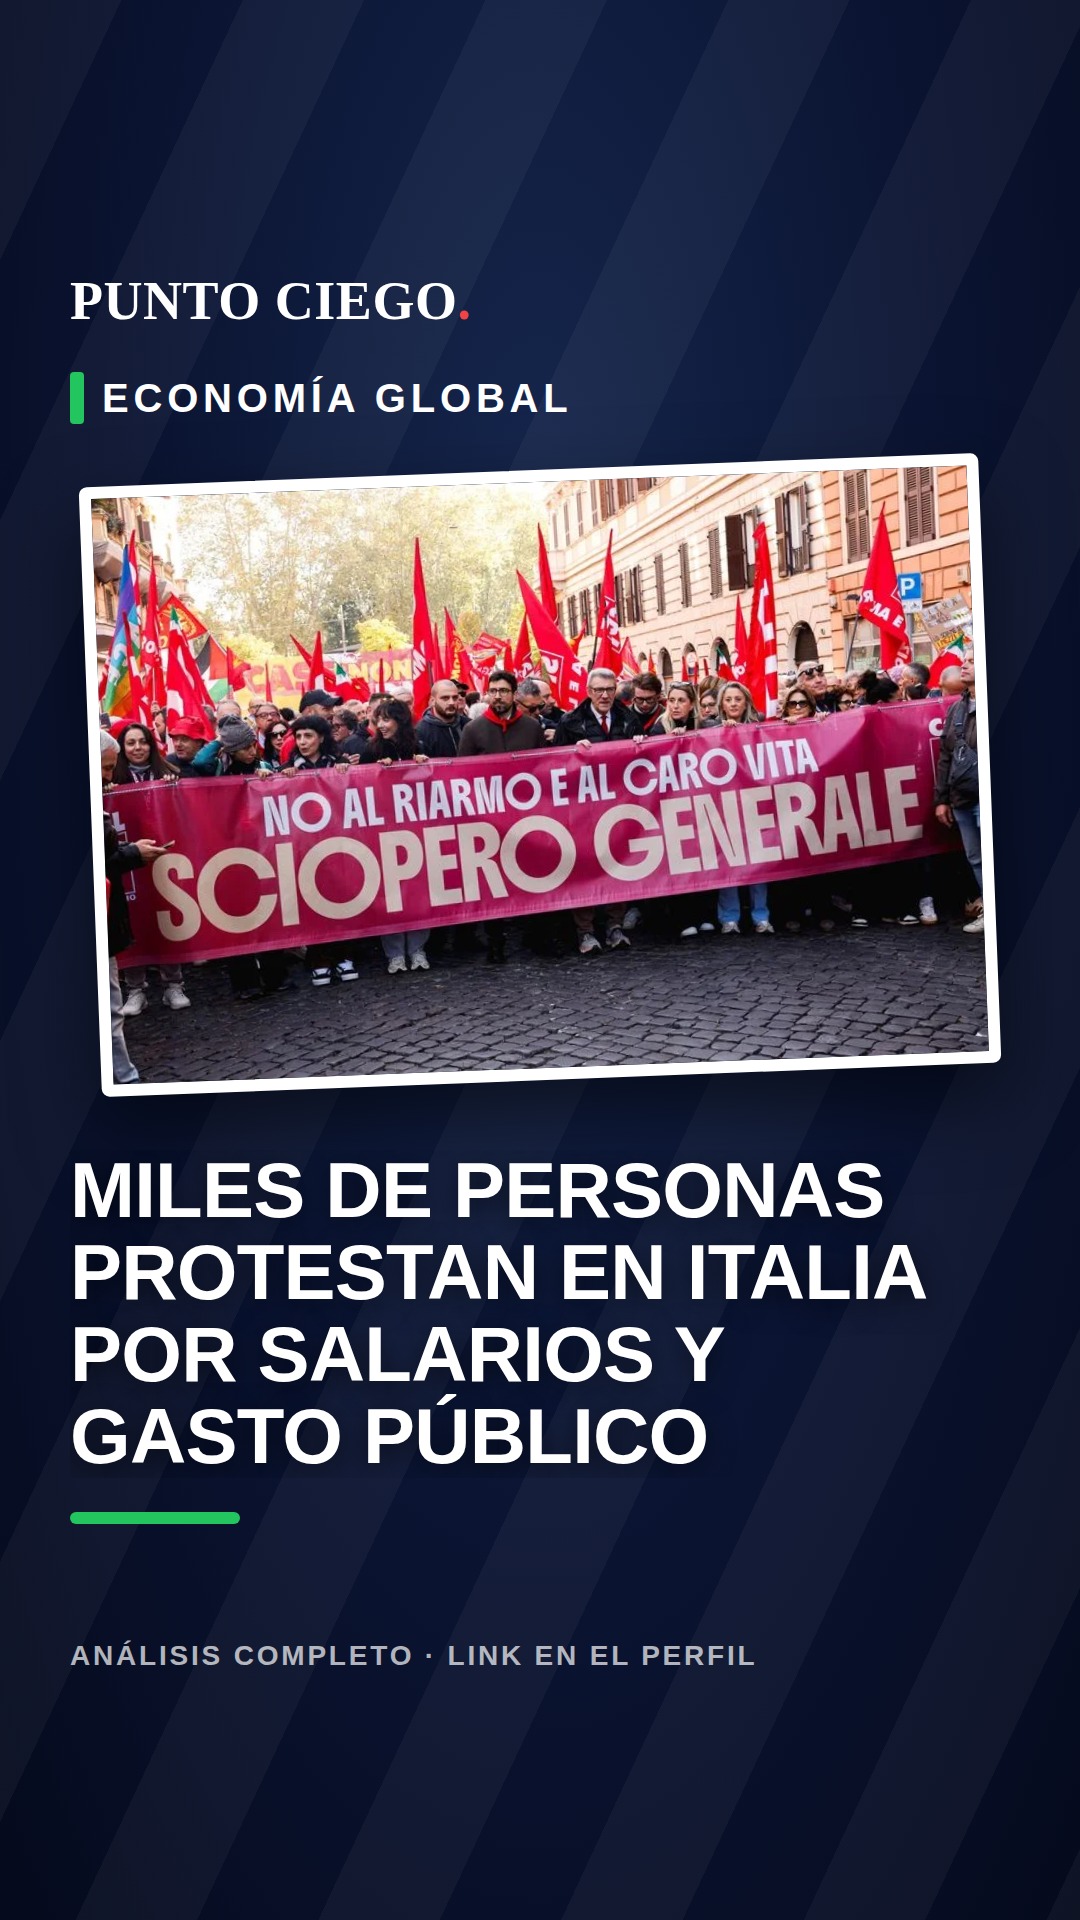 PUNTO CIEGO.
ECONOMÍA GLOBAL
P
NO AL RIARMO E AL CARO VITA
SCIOPERO GENERALE
MILES DE PERSONAS
PROTESTAN EN ITALIA
POR SALARIOS Y
GASTO PÚBLICO
ANÁLISIS COMPLETO · LINK EN EL PERFIL